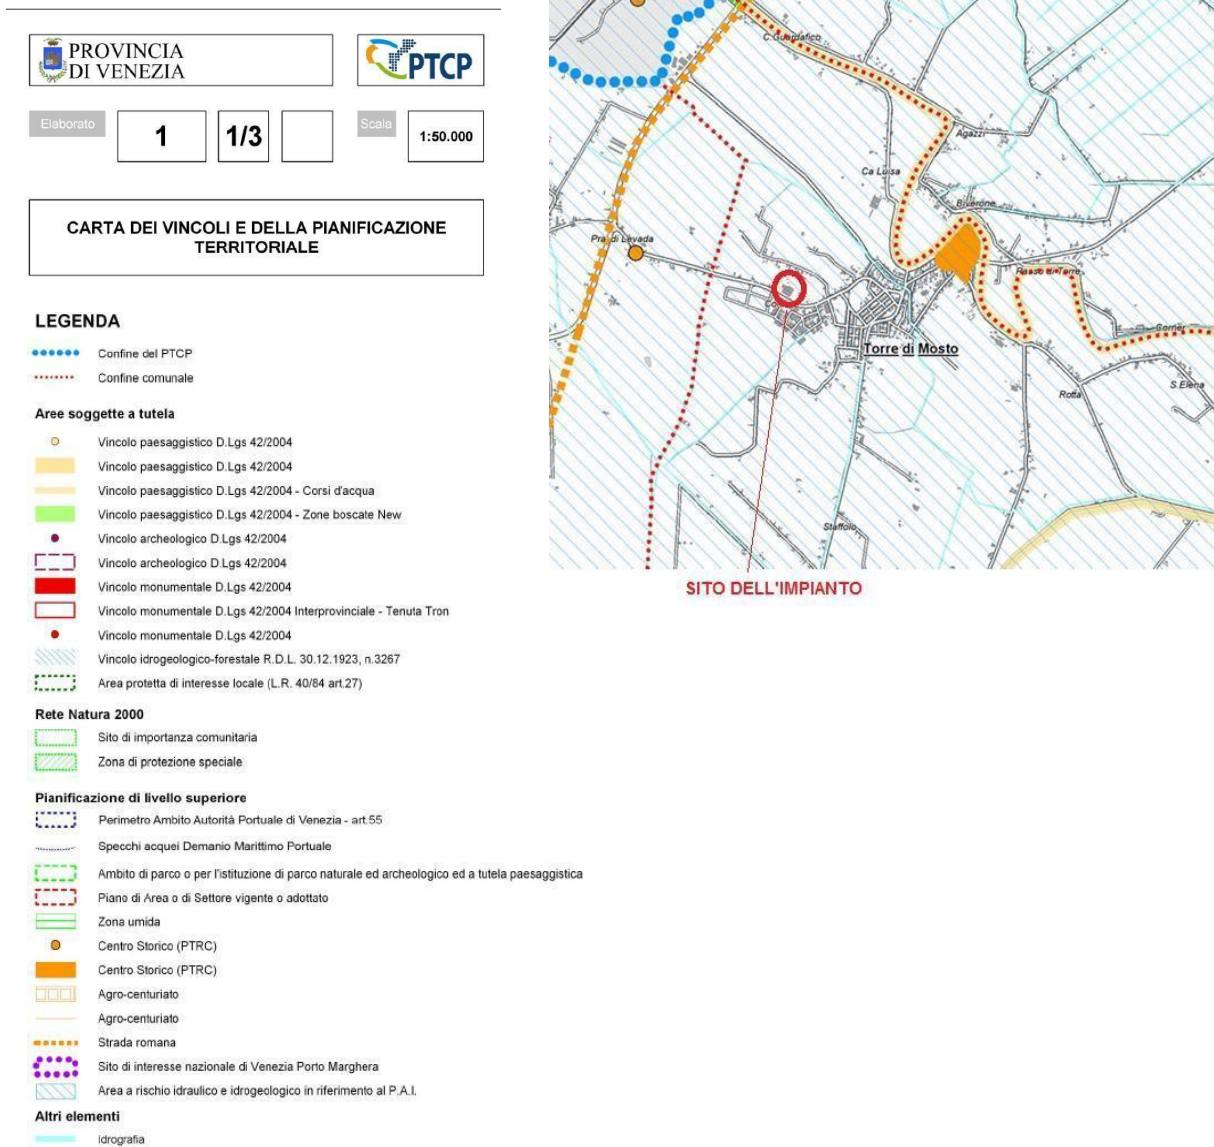 PROVINCIA
DI VENEZIA
PTCP
Elaborato
1
1/3
Scala
1:50.000
CARTA DEI VINCOLI E DELLA PIANIFICAZIONE
TERRITORIALE
LEGENDA
Confine del PTCP
Confine comunale
Aree soggette a tutela
Vincolo paesaggistico D.Lgs 42/2004
Vincolo paesaggistico D.Lgs 42/2004
Vincolo paesaggistico D.Lgs 42/2004 - Corsi d'acqua
Vincolo paesaggistico D.Lgs 42/2004 - Zone boscate New
Vincolo archeologico D.Lgs 42/2004
Vincolo archeologico D.Lgs 42/2004
Vincolo monumentale D.Lgs 42/2004
Vincolo monumentale D.Lgs 42/2004 Interprovinciale - Tenuta Tron
Vincolo monumentale D.Lgs 42/2004
Vincolo idrogeologico-forestale R.D.L. 30.12.1923, n.3267
Area protetta di interesse locale (L.R. 40/84 art.27)
Rete Natura 2000
Sito di importanza comunitaria
Zona di protezione speciale
Pianificazione di livello superiore
Perimetro Ambito Autorità Portuale di Venezia - art.55
Specchi acquei Demanio Marittimo Portuale
Ambito di parco o per l'istituzione di parco naturale ed archeologico ed a tutela paesaggistica
Piano di Area o di Settore vigente o adottato
Zona umida
Centro Storico (PTRC)
Centro Storico (PTRC)
Agro-centuriato
Agro-centuriato
Strada romana
Sito di interesse nazionale di Venezia Porto Marghera
Area a rischio idraulico e idrogeologico in riferimento al P.A.I.
Altri elementi
Idrografia
C.Guardafico
Agazzi
Ca Luisa
Biverone
Pra di Levada
Passo di Torre
Corner
Torre di Mosto
S.Elena
Rotta
Staffolo
SITO DELL'IMPIANTO